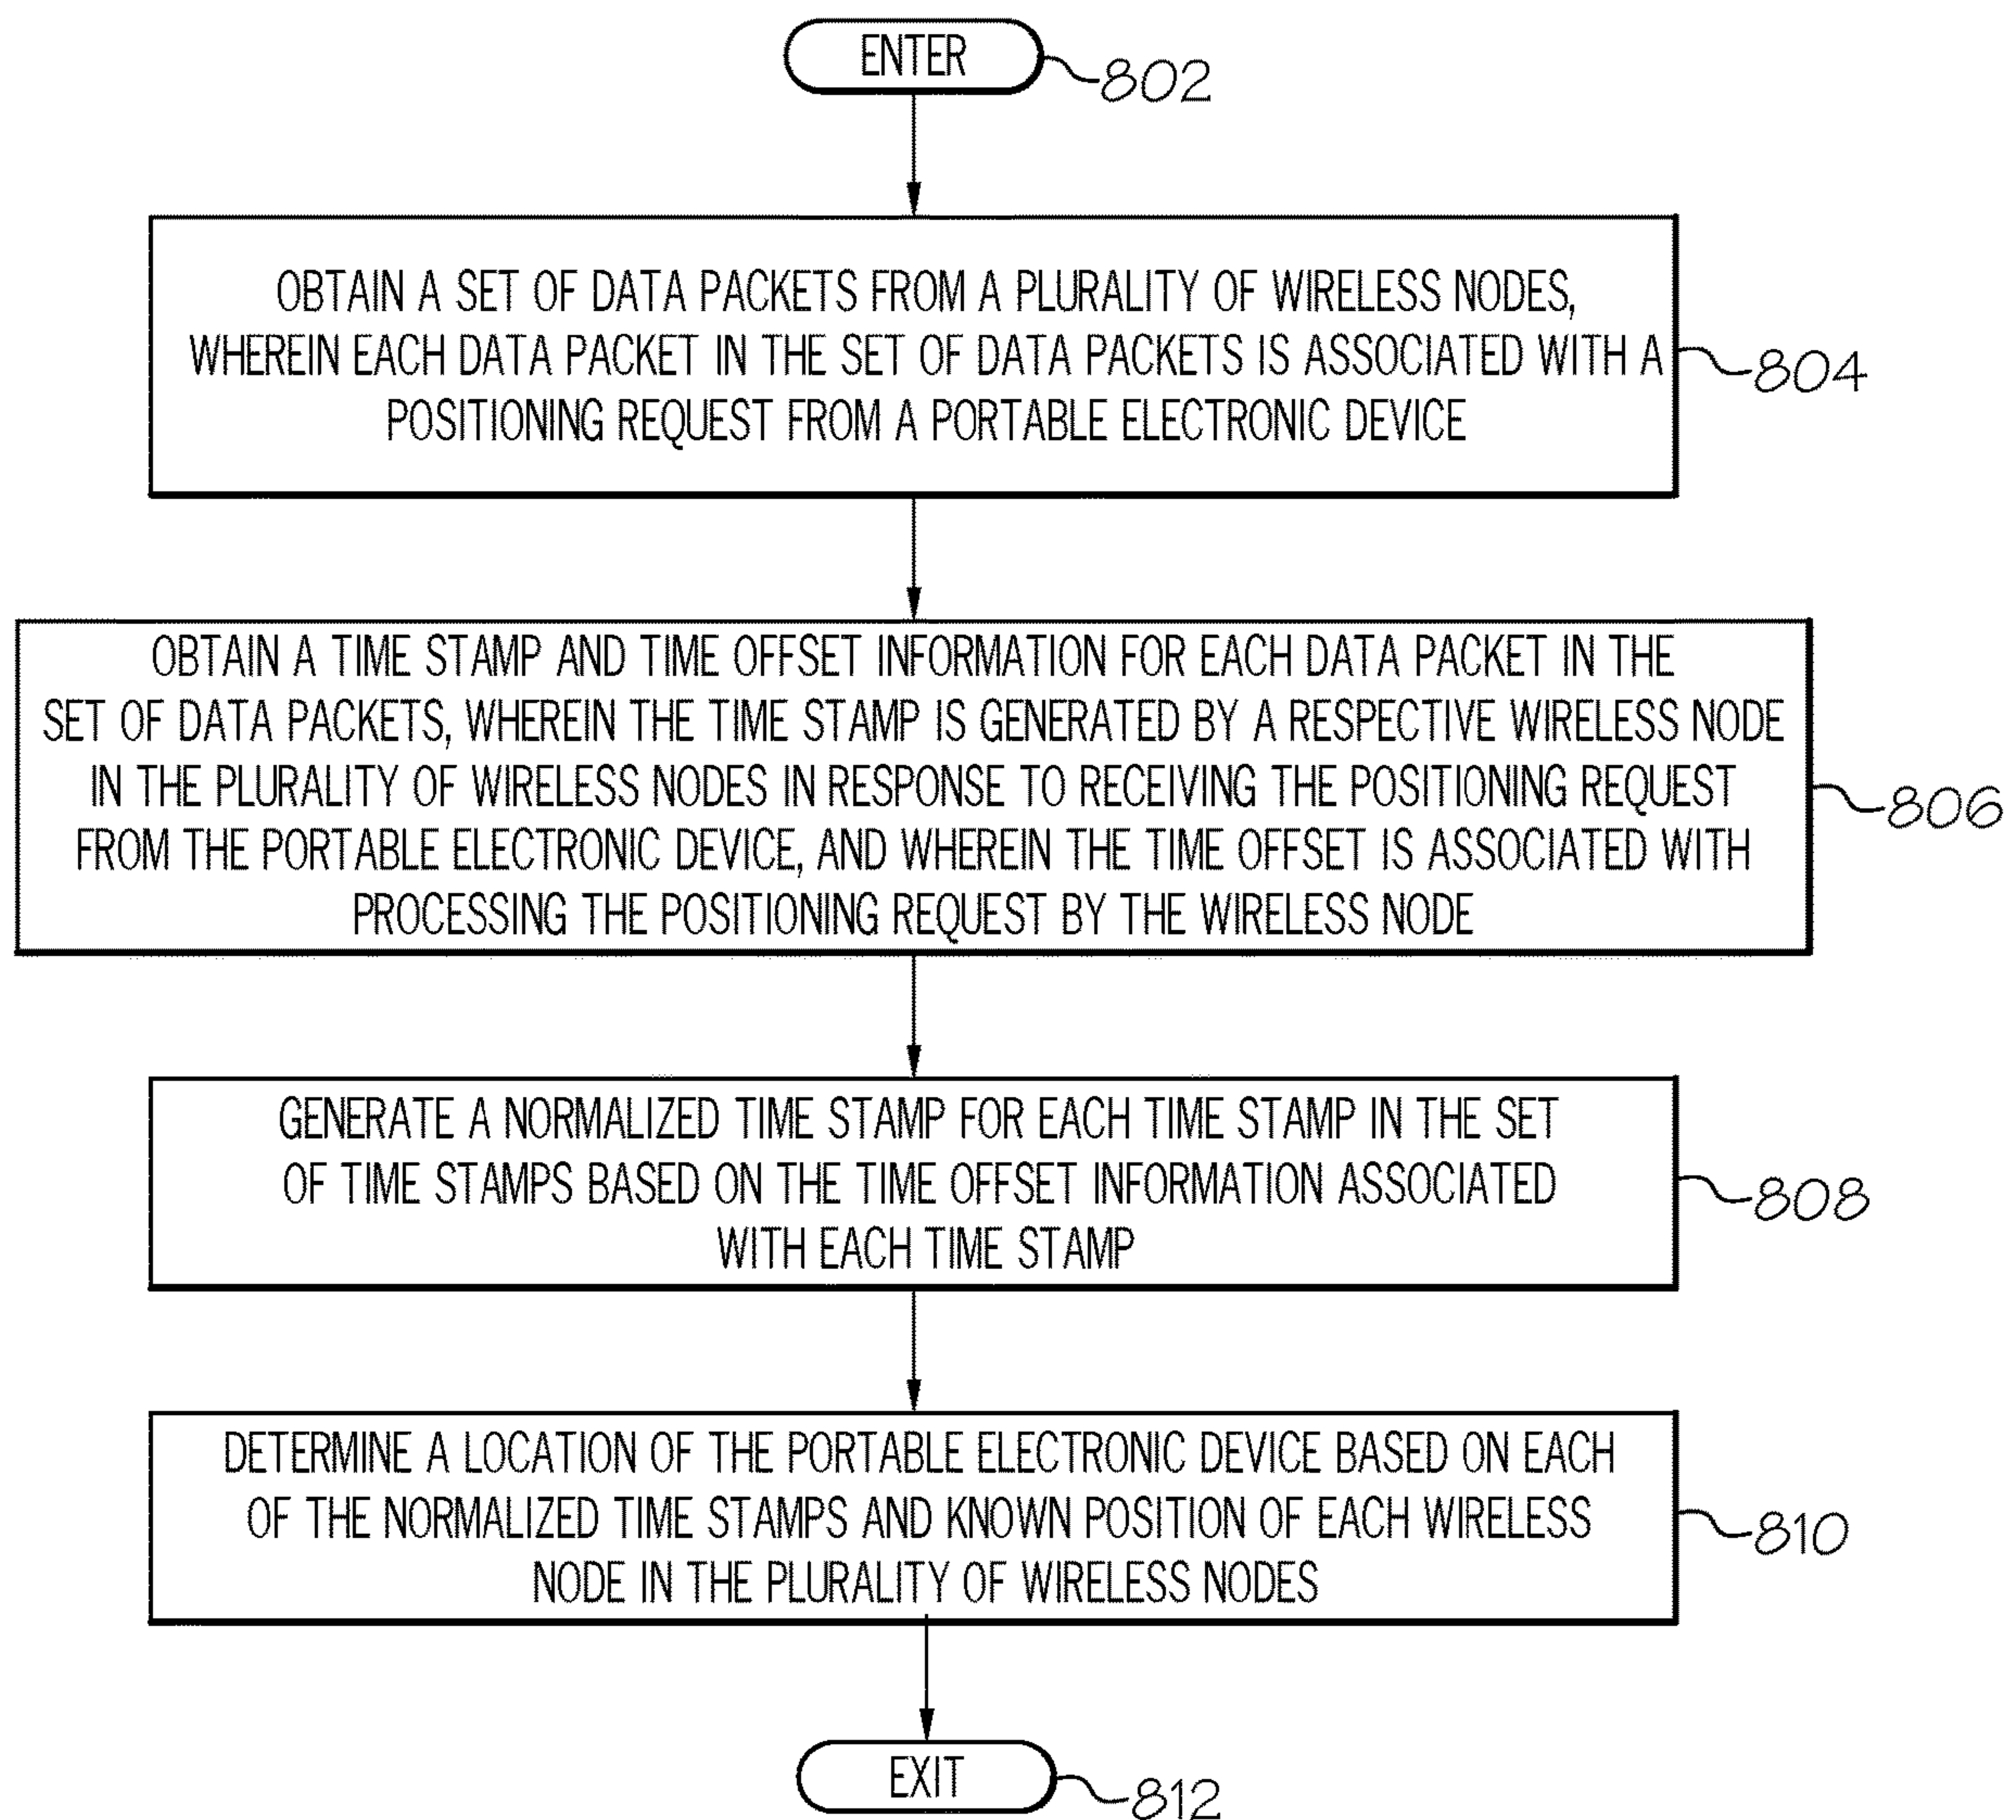 ENTER
802
OBTAIN A SET OF DATA PACKETS FROM A PLURALITY OF WIRELESS NODES,
WHEREIN EACH DATA PACKET IN THE SET OF DATA PACKETS IS ASSOCIATED WITH A
POSITIONING REQUEST FROM A PORTABLE ELECTRONIC DEVICE
804
OBTAIN A TIME STAMP AND TIME OFFSET INFORMATION FOR EACH DATA PACKET IN THE
SET OF DATA PACKETS, WHEREIN THE TIME STAMP IS GENERATED BY A RESPECTIVE WIRELESS NODE
IN THE PLURALITY OF WIRELESS NODES IN RESPONSE TO RECEIVING THE POSITIONING REQUEST
FROM THE PORTABLE ELECTRONIC DEVICE, AND WHEREIN THE TIME OFFSET IS ASSOCIATED WITH
PROCESSING THE POSITIONING REQUEST BY THE WIRELESS NODE
806
GENERATE A NORMALIZED TIME STAMP FOR EACH TIME STAMP IN THE SET
OF TIME STAMPS BASED ON THE TIME OFFSET INFORMATION ASSOCIATED
WITH EACH TIME STAMP
808
DETERMINE A LOCATION OF THE PORTABLE ELECTRONIC DEVICE BASED ON EACH
OF THE NORMALIZED TIME STAMPS AND KNOWN POSITION OF EACH WIRELESS
NODE IN THE PLURALITY OF WIRELESS NODES
810
EXIT
812